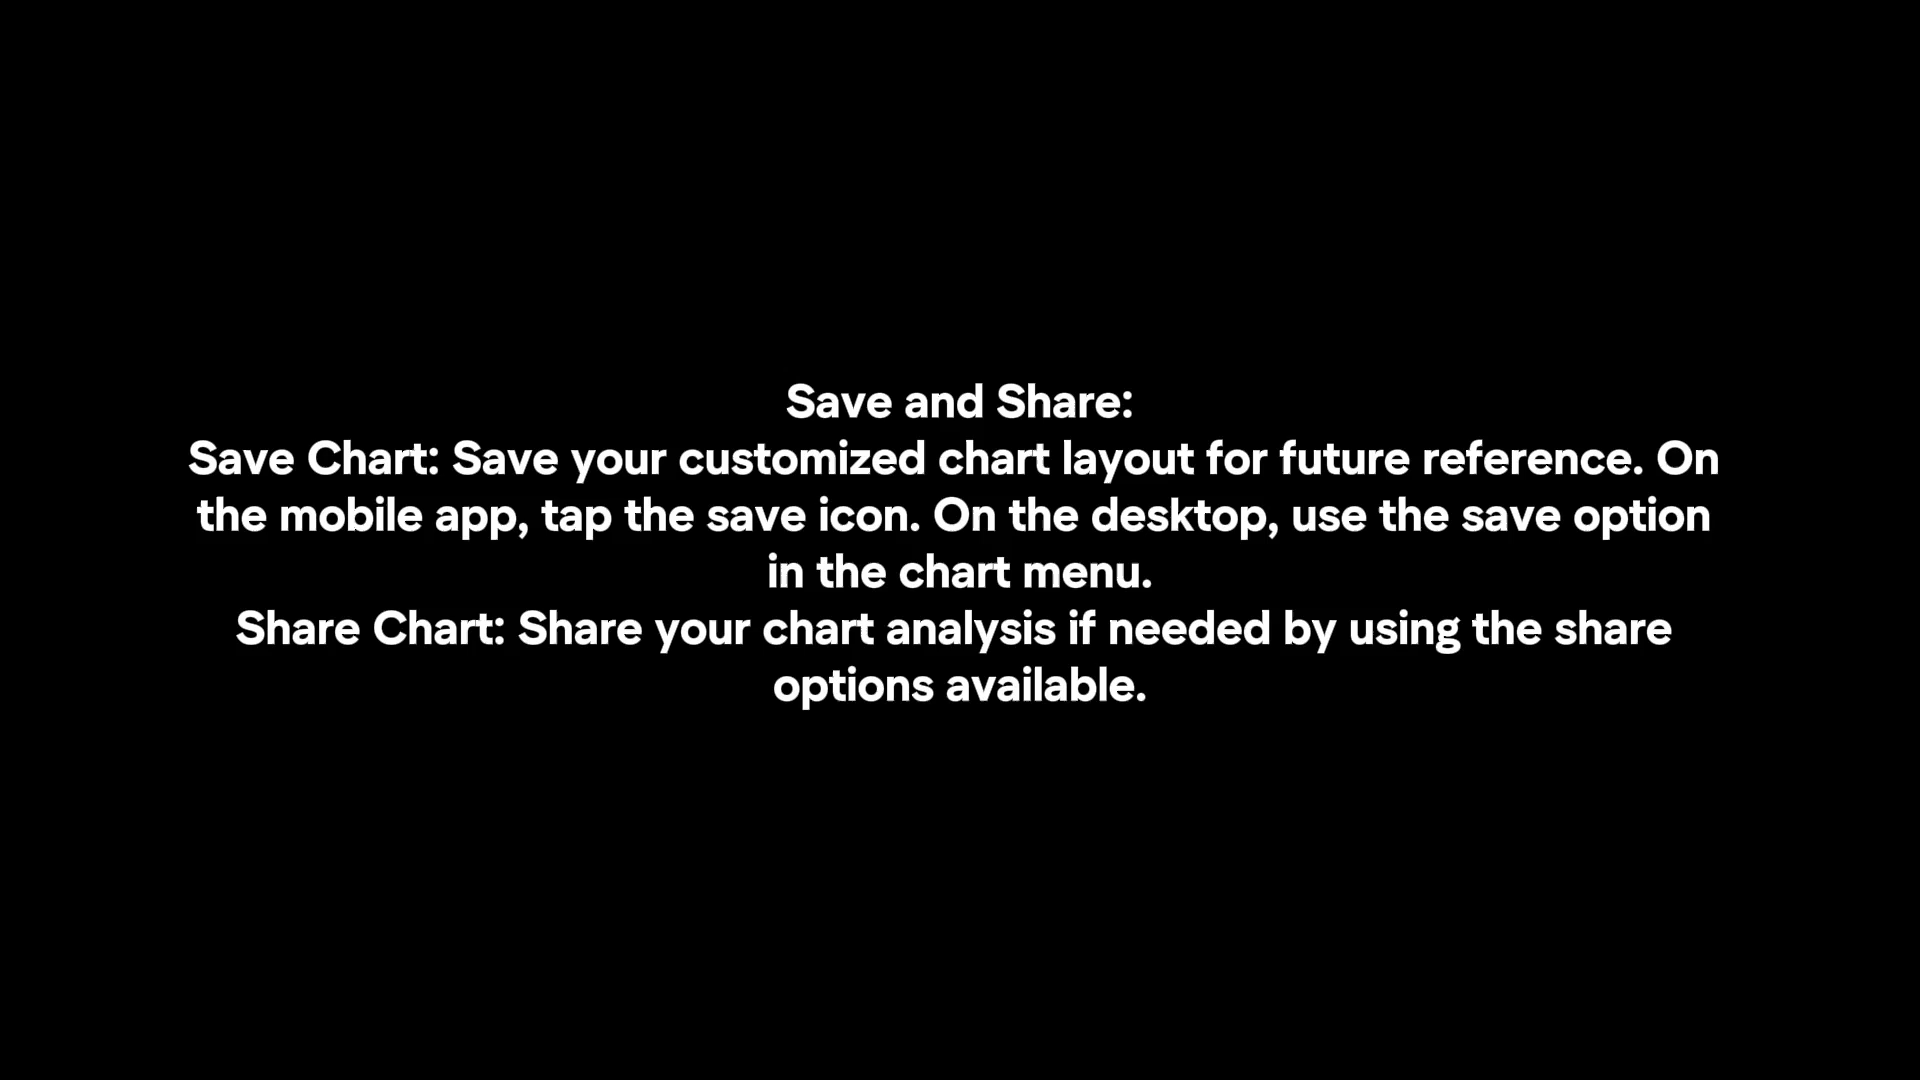 Save and Share:
Save Chart: Save your customized chart layout for future reference. On
the mobile app, tap the save icon. On the desktop, use the save option
in the chart menu.
Share Chart: Share your chart analysis if needed by using the share
options available.